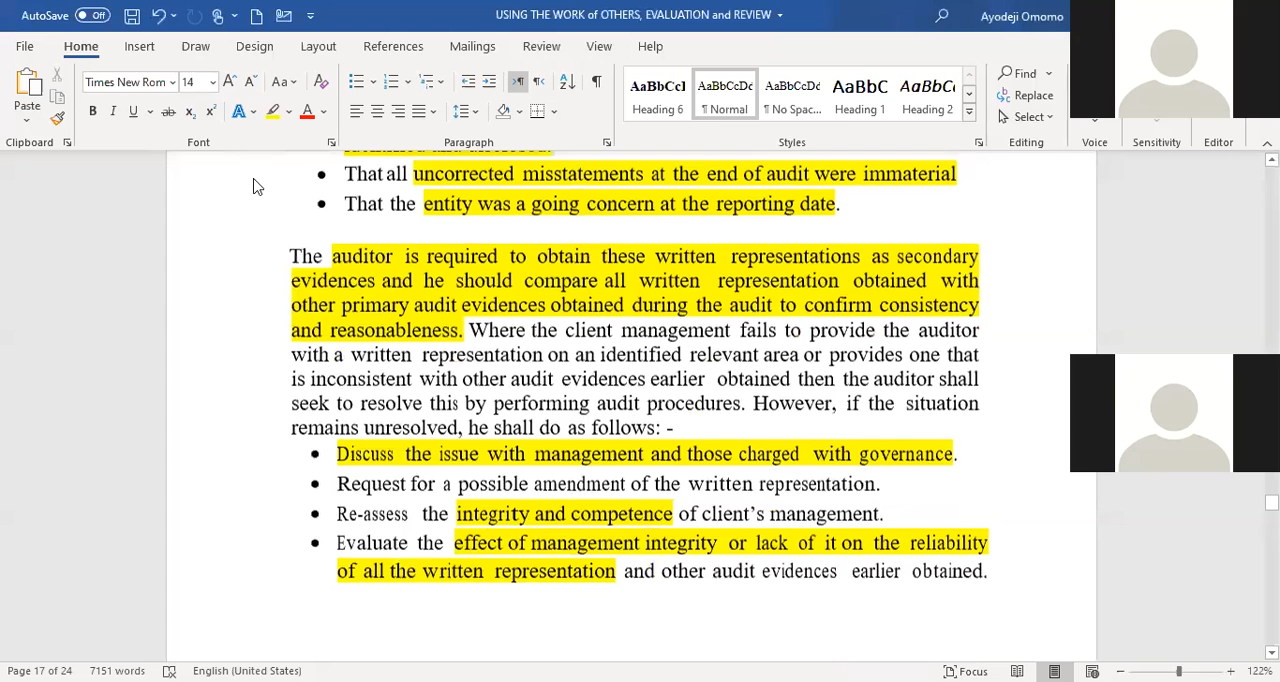 AutoSave Off USING THE WORK of OTHERS, EVALUATION and REVIEW Ayodeji Omomo
File Home Insert Draw Design Layout References Mailings Review View Help
Paste Times New Rom 14 A A Aa A
B I U ab x₂ x² A A
AaBbCcI AaBbCcDc AaBbCcDc AaBbC AaBbCc
Heading 6 ¶ Normal ¶ No Spac... Heading 1 Heading 2
Find
Replace
Select
Clipboard Font Paragraph Styles Editing Voice Sensitivity Editor
• That all uncorrected misstatements at the end of audit were immaterial
• That the entity was a going concern at the reporting date.
The auditor is required to obtain these written representations as secondary
evidences and he should compare all written representation obtained with
other primary audit evidences obtained during the audit to confirm consistency
and reasonableness. Where the client management fails to provide the auditor
with a written representation on an identified relevant area or provides one that
is inconsistent with other audit evidences earlier obtained then the auditor shall
seek to resolve this by performing audit procedures. However, if the situation
remains unresolved, he shall do as follows: -
• Discuss the issue with management and those charged with governance.
• Request for a possible amendment of the written representation.
• Re-assess the integrity and competence of client's management.
• Evaluate the effect of management integrity or lack of it on the reliability
of all the written representation and other audit evidences earlier obtained.
Page 17 of 24 7151 words English (United States) Focus 122%